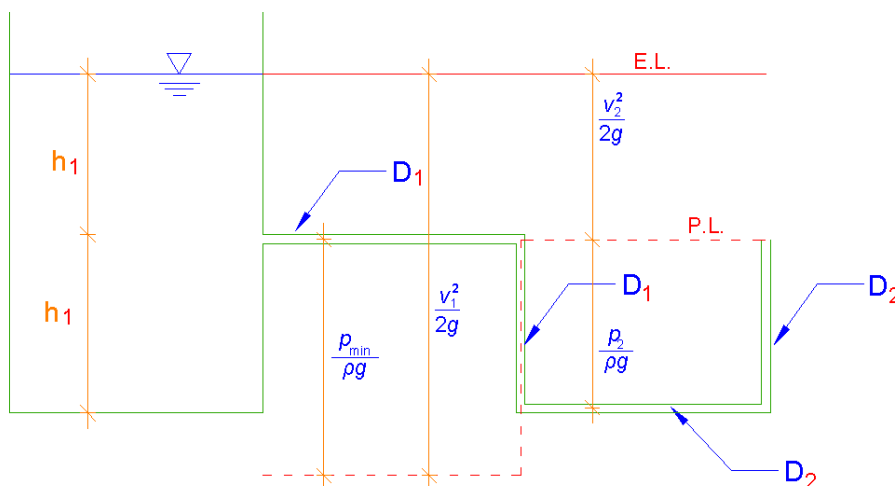 E.L.
v₂²/2g
h₁
D₁
P.L.
D₁
D₂
h₁
v₁²/2g
p_min/ρg
p₂/ρg
D₂